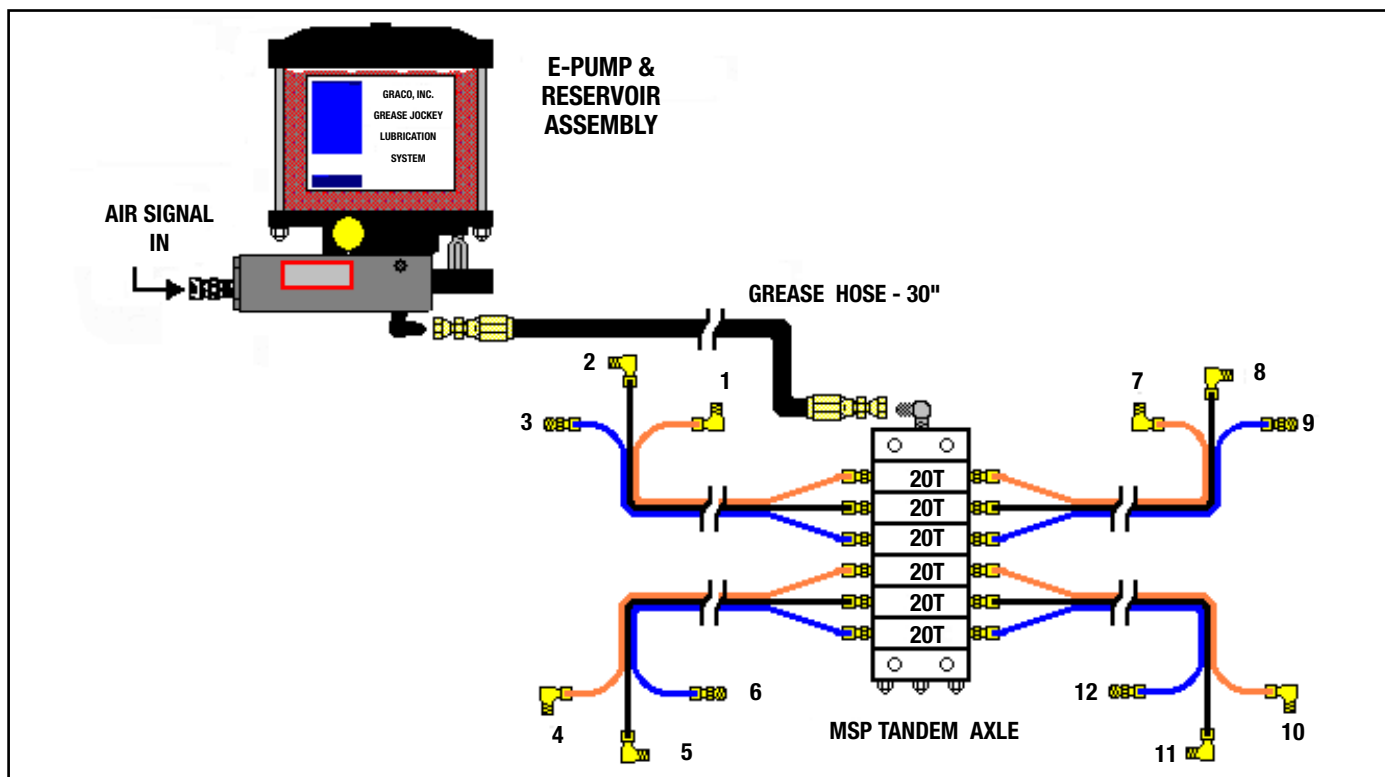 E-PUMP &
RESERVOIR
ASSEMBLY
GRACO, INC.
GREASE JOCKEY
LUBRICATION
SYSTEM
AIR SIGNAL
IN
GREASE HOSE - 30"
2
1
3
7
8
9
20T
20T
20T
20T
20T
20T
4
5
6
12
10
11
MSP TANDEM AXLE